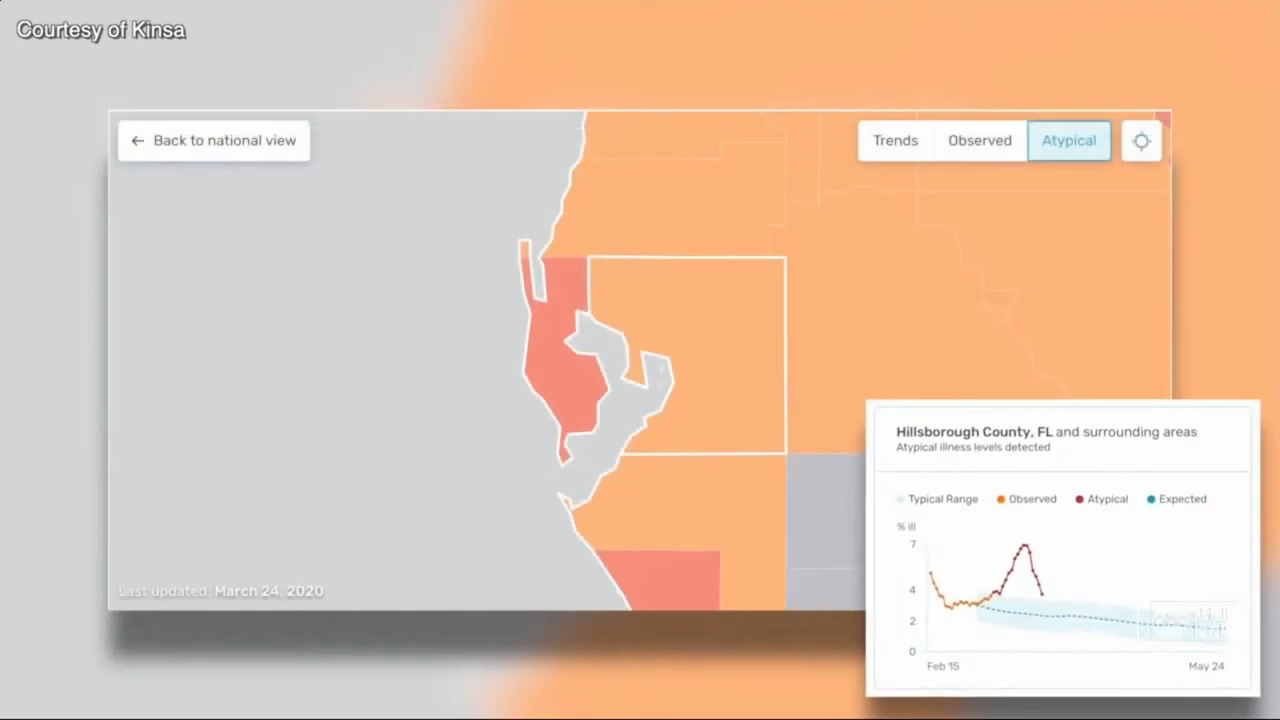 Courtesy of Kinsa
← Back to national view
Trends
Observed
Atypical
Last updated: March 24, 2020
Hillsborough County, FL and surrounding areas
Atypical illness levels detected
Typical Range
Observed
Atypical
Expected
% ill
7
4
2
0
Feb 15
May 24